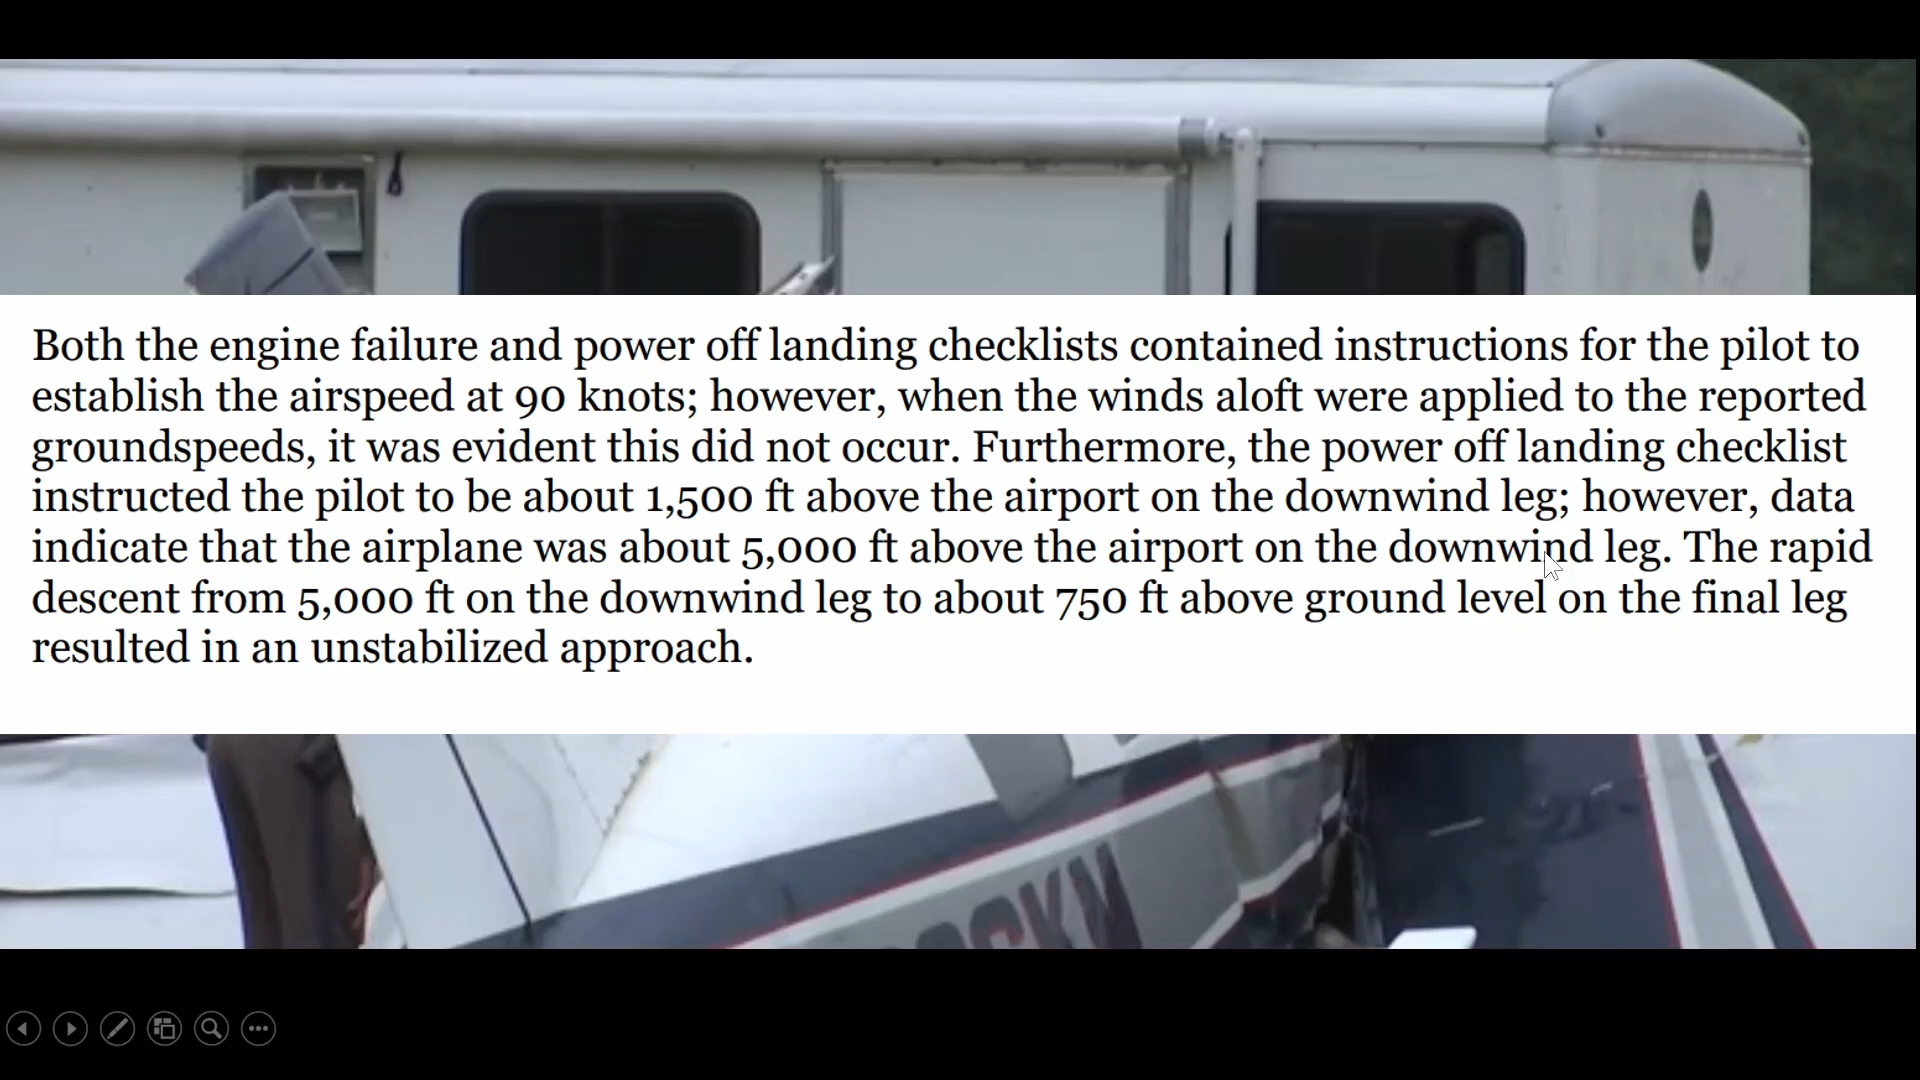 Both the engine failure and power off landing checklists contained instructions for the pilot to
establish the airspeed at 90 knots; however, when the winds aloft were applied to the reported
groundspeeds, it was evident this did not occur. Furthermore, the power off landing checklist
instructed the pilot to be about 1,500 ft above the airport on the downwind leg; however, data
indicate that the airplane was about 5,000 ft above the airport on the downwind leg. The rapid
descent from 5,000 ft on the downwind leg to about 750 ft above ground level on the final leg
resulted in an unstabilized approach.